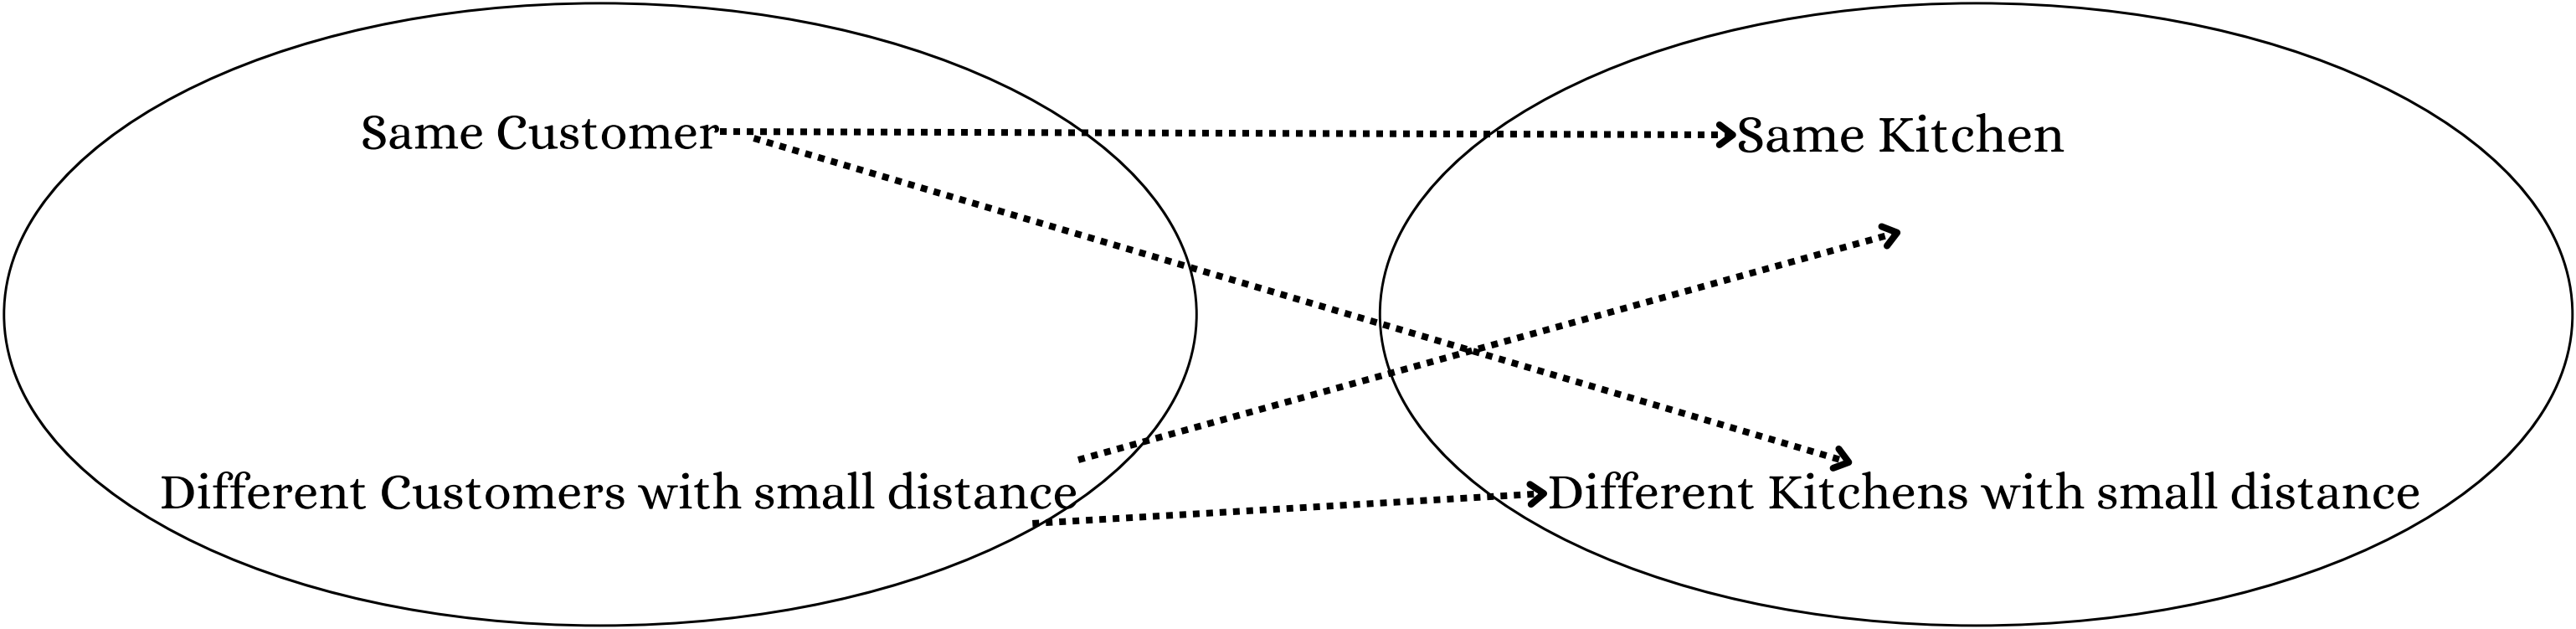 Same Customer
Same Kitchen
Different Customers with small distance
Different Kitchens with small distance